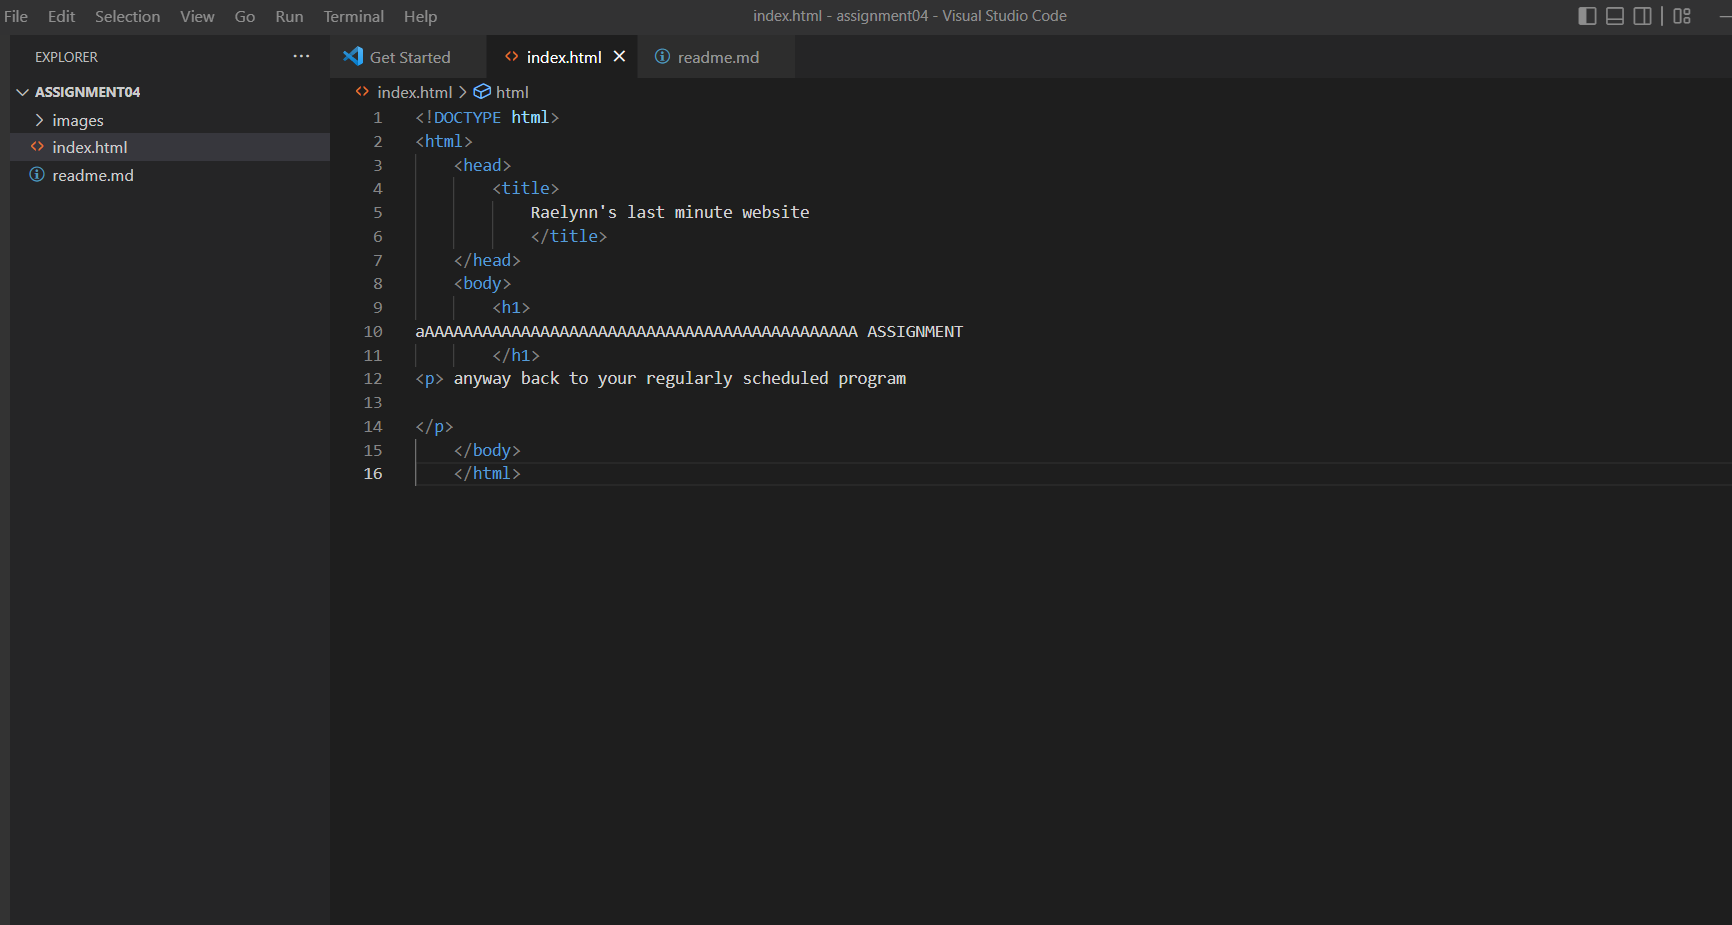 File Edit Selection View Go Run Terminal Help
index.html - assignment04 - Visual Studio Code
EXPLORER
ASSIGNMENT04
images
index.html
readme.md
Get Started
index.html
readme.md
index.html > html
1 <!DOCTYPE html>
2 <html>
3 <head>
4 <title>
5 Raelynn's last minute website
6 </title>
7 </head>
8 <body>
9 <h1>
10 aAAAAAAAAAAAAAAAAAAAAAAAAAAAAAAAAAAAAAAAAAAAAA ASSIGNMENT
11 </h1>
12 <p> anyway back to your regularly scheduled program
13
14 </p>
15 </body>
16 </html>